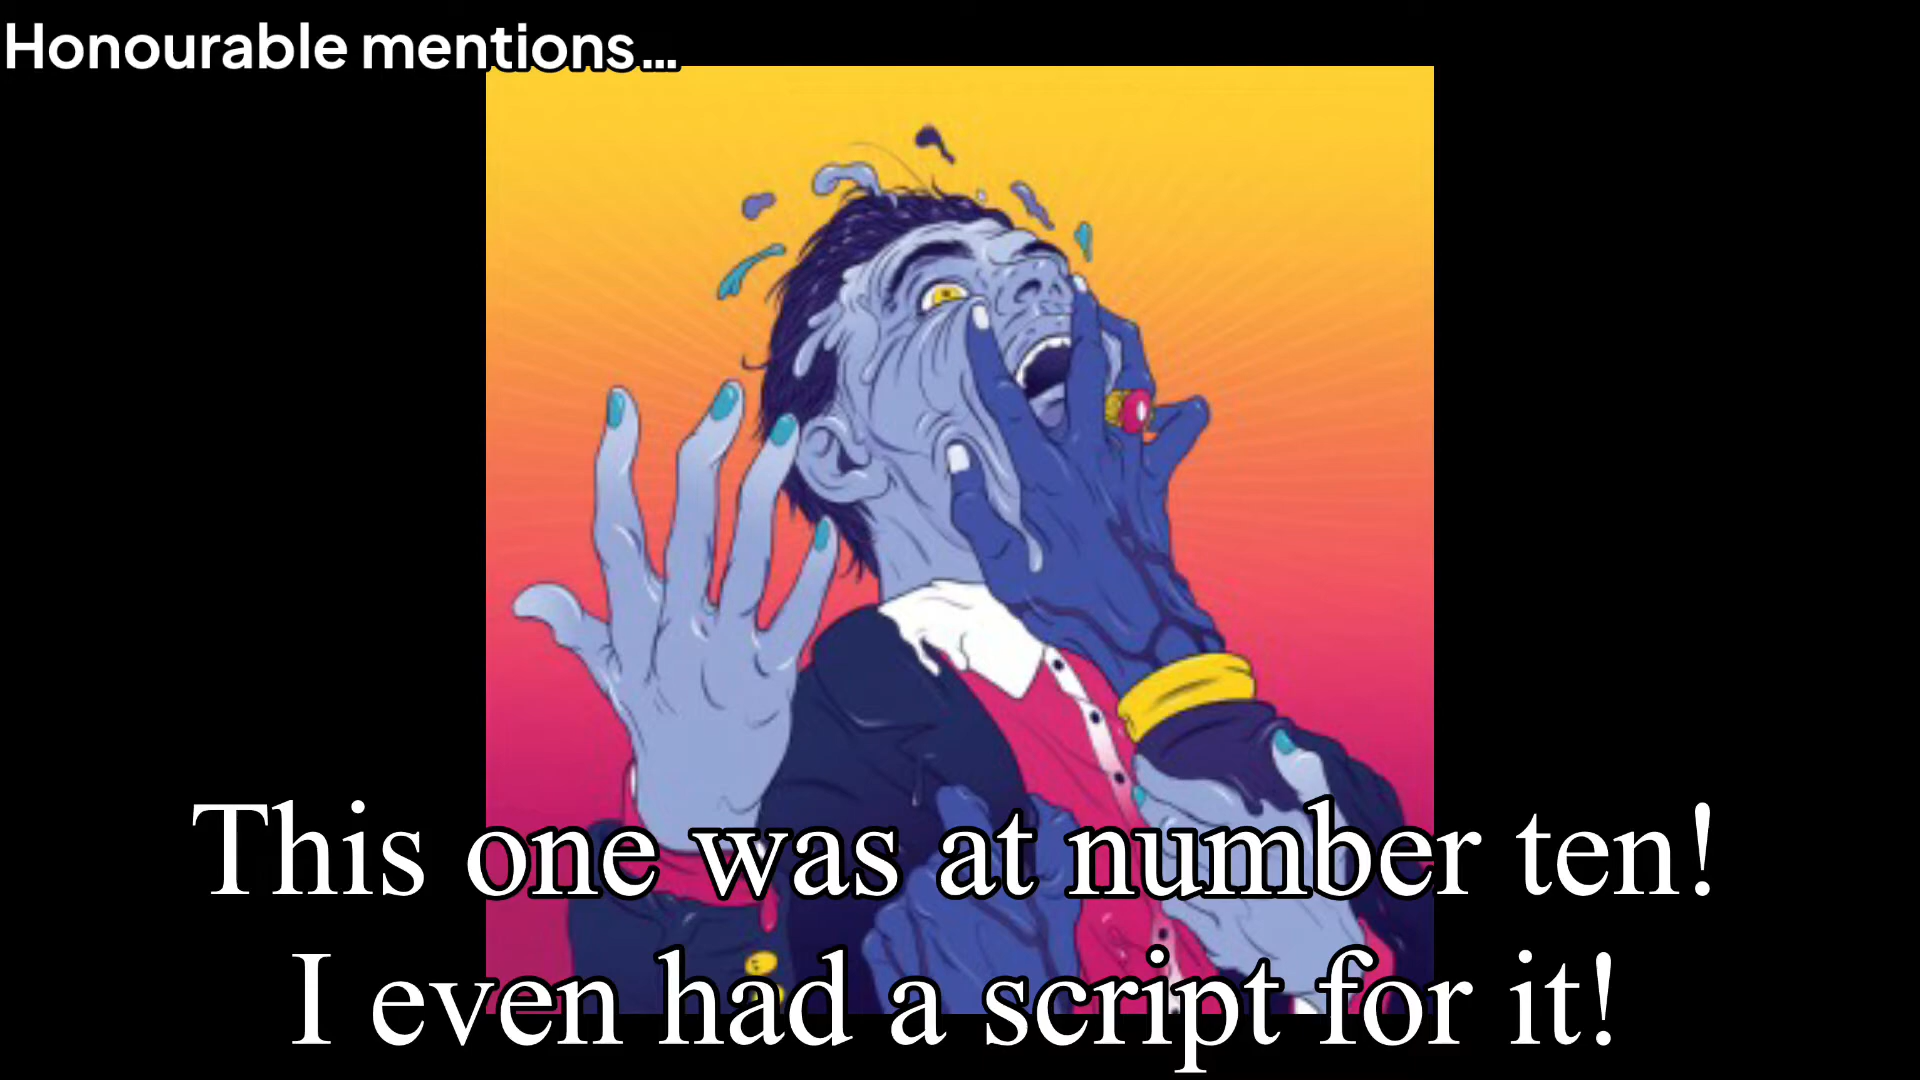 Honourable mentions...
This one was at number ten!
I even had a script for it!